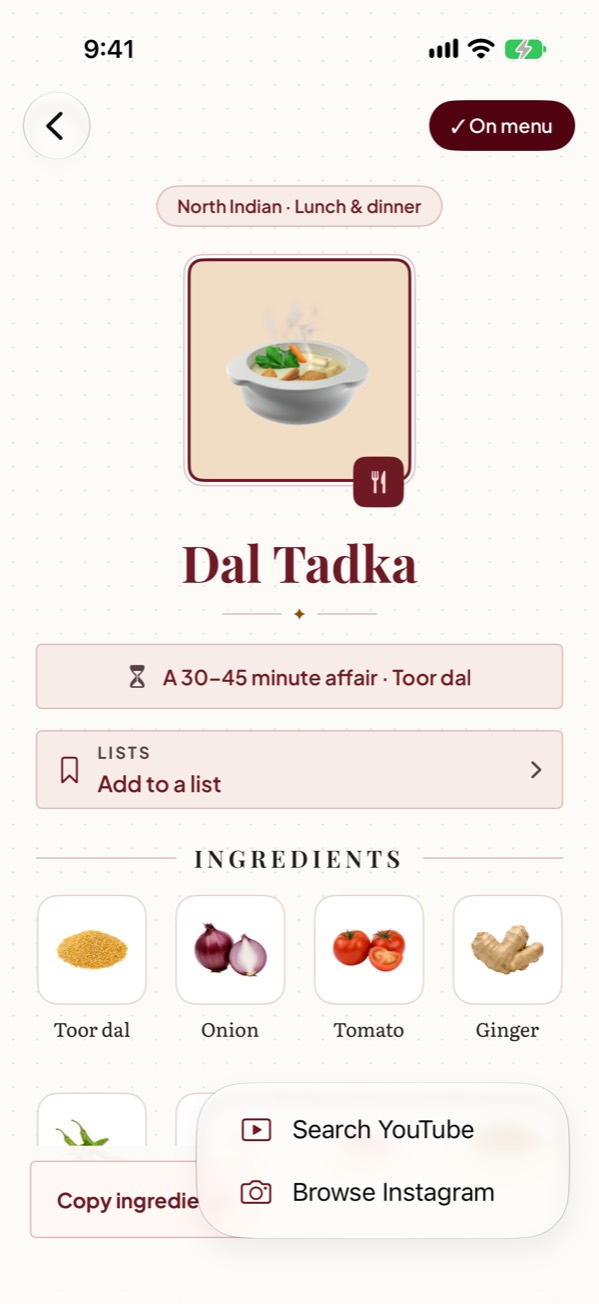 9:41
✓ On menu
North Indian · Lunch & dinner
Dal Tadka
A 30–45 minute affair · Toor dal
LISTS
Add to a list
INGREDIENTS
Toor dal
Onion
Tomato
Ginger
Search YouTube
Browse Instagram
Copy ingredie